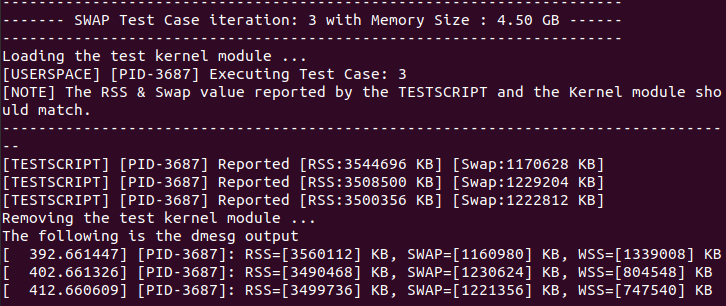 -------------------------------------------------------------------
------- SWAP Test Case iteration: 3 with Memory Size : 4.50 GB ------
-------------------------------------------------------------------
Loading the test kernel module ...
[USERSPACE] [PID-3687] Executing Test Case: 3
[NOTE] The RSS & Swap value reported by the TESTSCRIPT and the Kernel module sho
uld match.
--------------------------------------------------------------------------------
--
[TESTSCRIPT] [PID-3687] Reported [RSS:3544696 KB] [Swap:1170628 KB]
[TESTSCRIPT] [PID-3687] Reported [RSS:3508500 KB] [Swap:1229204 KB]
[TESTSCRIPT] [PID-3687] Reported [RSS:3500356 KB] [Swap:1222812 KB]
Removing the test kernel module ...
The following is the dmesg output
[  392.661447] [PID-3687]: RSS=[3560112] KB, SWAP=[1160980] KB, WSS=[1339008] KB
[  402.661326] [PID-3687]: RSS=[3490468] KB, SWAP=[1230624] KB, WSS=[804548] KB
[  412.660609] [PID-3687]: RSS=[3499736] KB, SWAP=[1221356] KB, WSS=[747540] KB